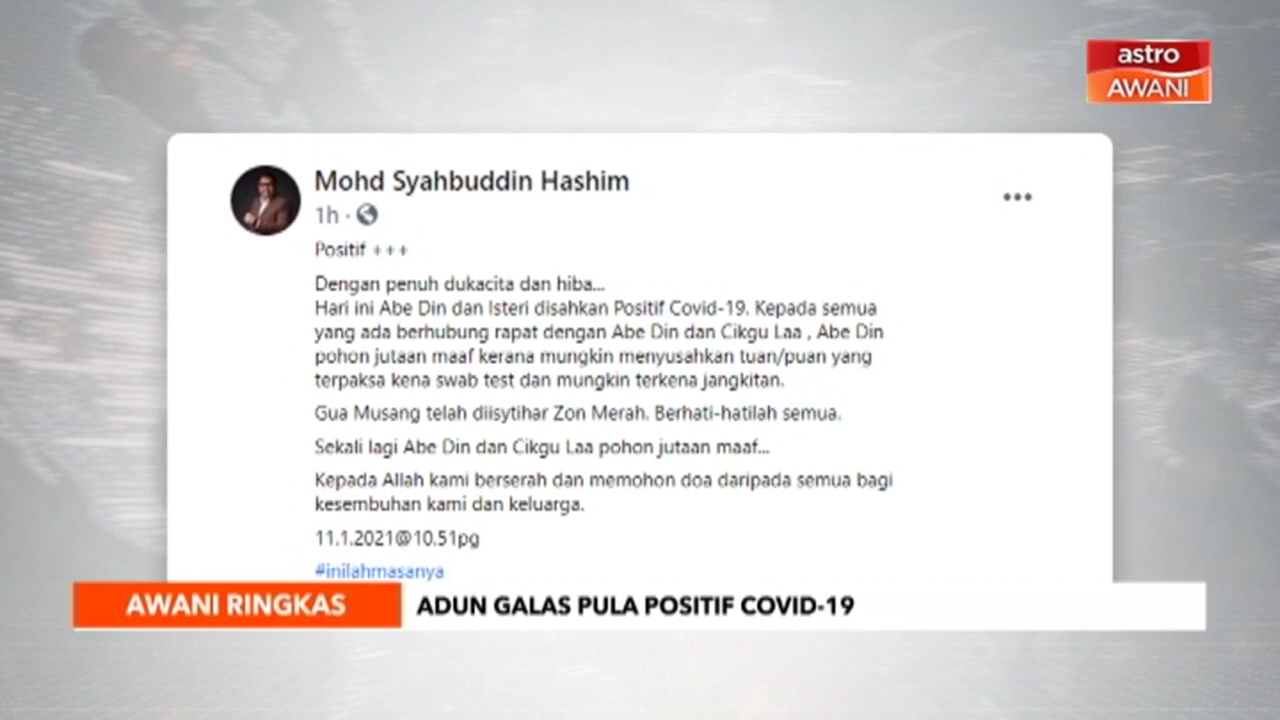 astro
AWANI
Mohd Syahbuddin Hashim
1h ·
Positif +++
Dengan penuh dukacita dan hiba...
Hari ini Abe Din dan Isteri disahkan Positif Covid-19. Kepada semua
yang ada berhubung rapat dengan Abe Din dan Cikgu Laa , Abe Din
pohon jutaan maaf kerana mungkin menyusahkan tuan/puan yang
terpaksa kena swab test dan mungkin terkena jangkitan.
Gua Musang telah diisytihar Zon Merah. Berhati-hatilah semua.
Sekali lagi Abe Din dan Cikgu Laa pohon jutaan maaf...
Kepada Allah kami berserah dan memohon doa daripada semua bagi
kesembuhan kami dan keluarga.
11.1.2021@10.51pg
#inilahmasanya
AWANI RINGKAS
ADUN GALAS PULA POSITIF COVID-19